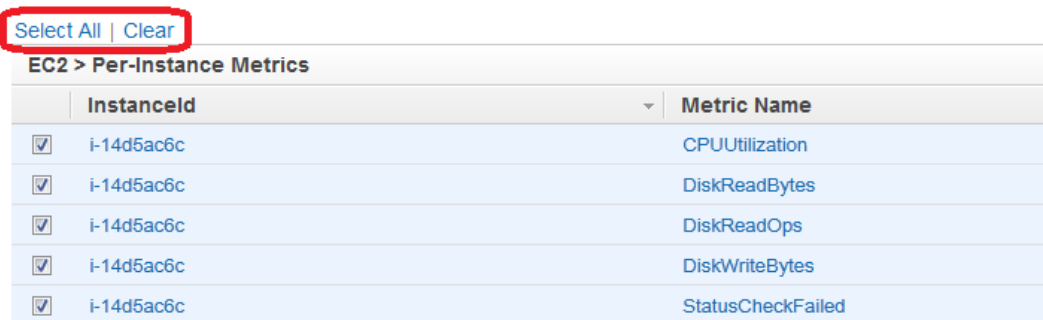 Select All | Clear
EC2 > Per-Instance Metrics
InstanceId Metric Name
i-14d5ac6c CPUUtilization
i-14d5ac6c DiskReadBytes
i-14d5ac6c DiskReadOps
i-14d5ac6c DiskWriteBytes
i-14d5ac6c StatusCheckFailed